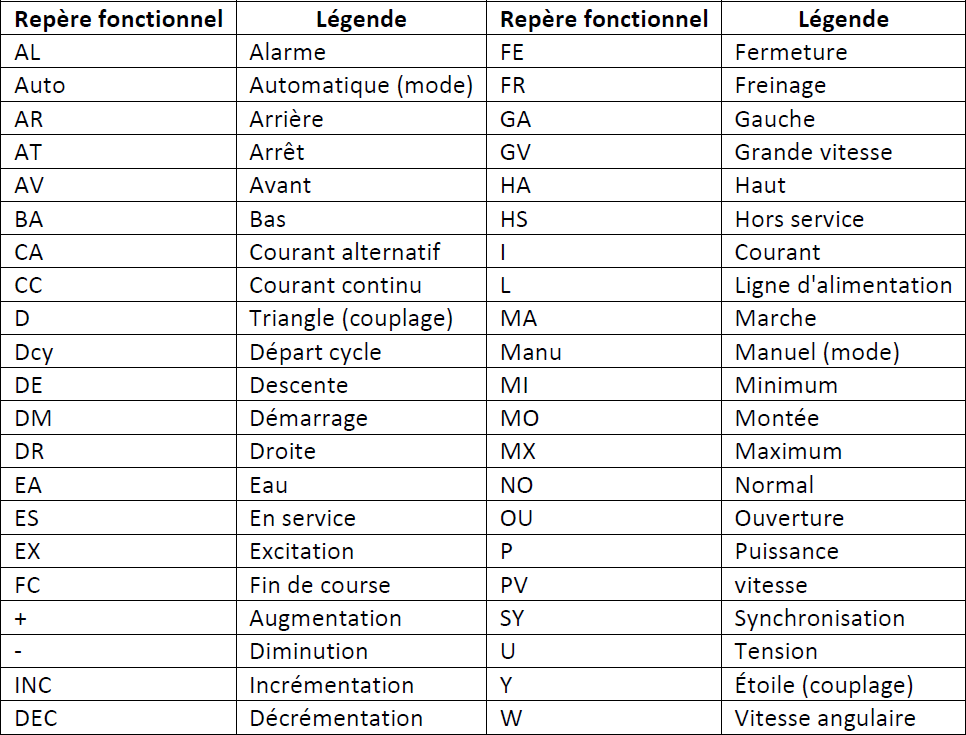 Repère fonctionnel Légende Repère fonctionnel Légende
AL Alarme FE Fermeture
Auto Automatique (mode) FR Freinage
AR Arrière GA Gauche
AT Arrêt GV Grande vitesse
AV Avant HA Haut
BA Bas HS Hors service
CA Courant alternatif I Courant
CC Courant continu L Ligne d'alimentation
D Triangle (couplage) MA Marche
Dcy Départ cycle Manu Manuel (mode)
DE Descente MI Minimum
DM Démarrage MO Montée
DR Droite MX Maximum
EA Eau NO Normal
ES En service OU Ouverture
EX Excitation P Puissance
FC Fin de course PV vitesse
+ Augmentation SY Synchronisation
- Diminution U Tension
INC Incrémentation Y Étoile (couplage)
DEC Décrémentation W Vitesse angulaire